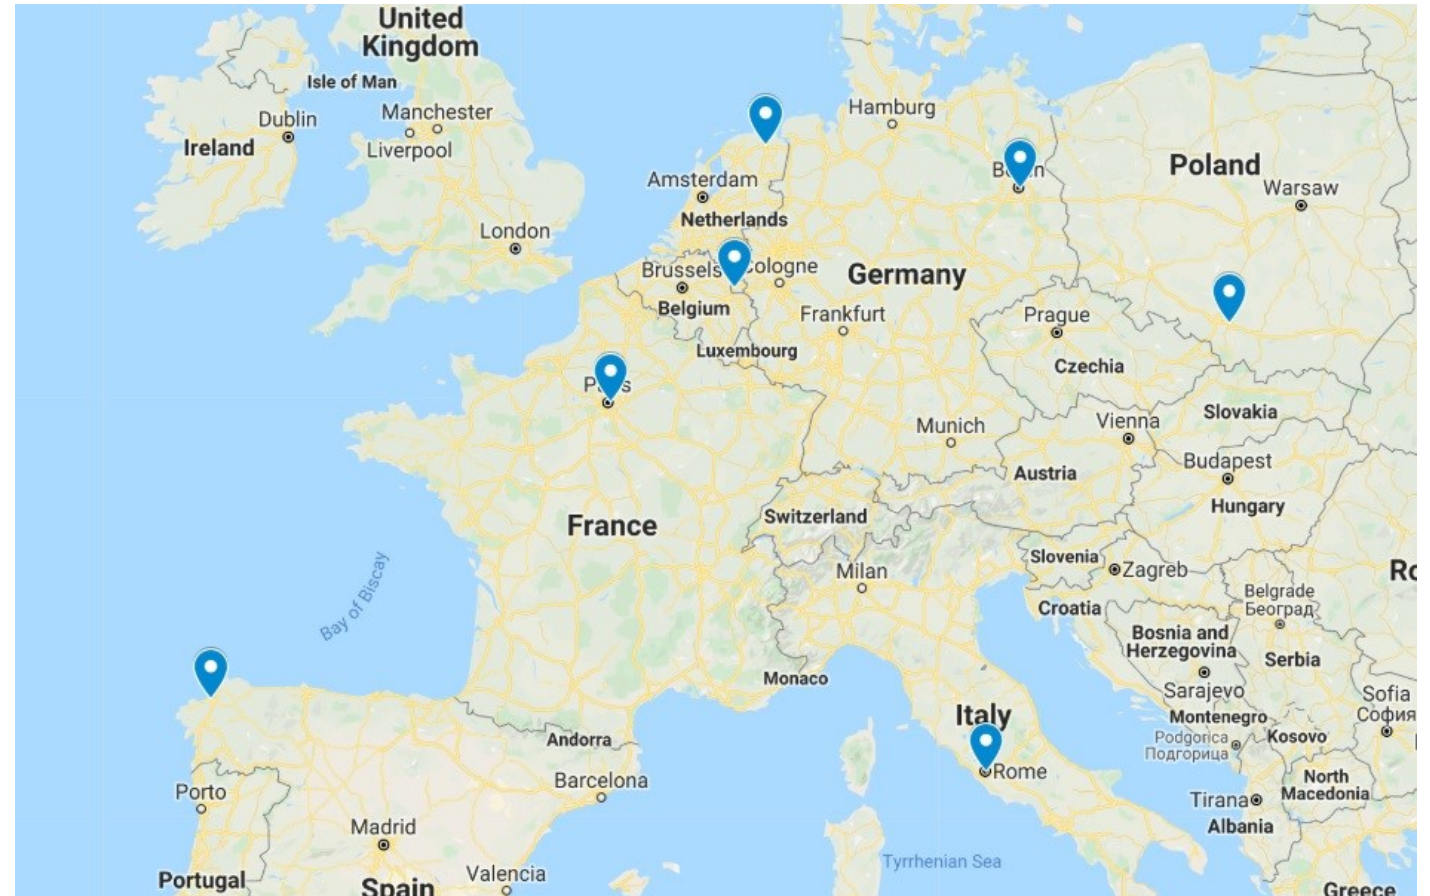 United
Kingdom
Isle of Man
Manchester
Dublin
Ireland
Liverpool
Hamburg
Poland
Amsterdam
Warsaw
Netherlands
London
Brussels
Germany
Belgium
Frankfurt
Prague
Luxembourg
Czechia
Slovakia
Munich
Vienna
Budapest
Austria
Hungary
Switzerland
France
Slovenia
Milan
Zagreb
Bay of Biscay
Belgrade
Београд
Croatia
Bosnia and
Herzegovina
Serbia
Monaco
Sarajevo
Sofia
София
Italy
Montenegro
Podgorica
Подгорица
Kosovo
Andorra
Rome
Barcelona
North
Macedonia
Porto
Tirana
Albania
Madrid
Tyrrhenian Sea
Valencia
Portugal
Spain
Greece